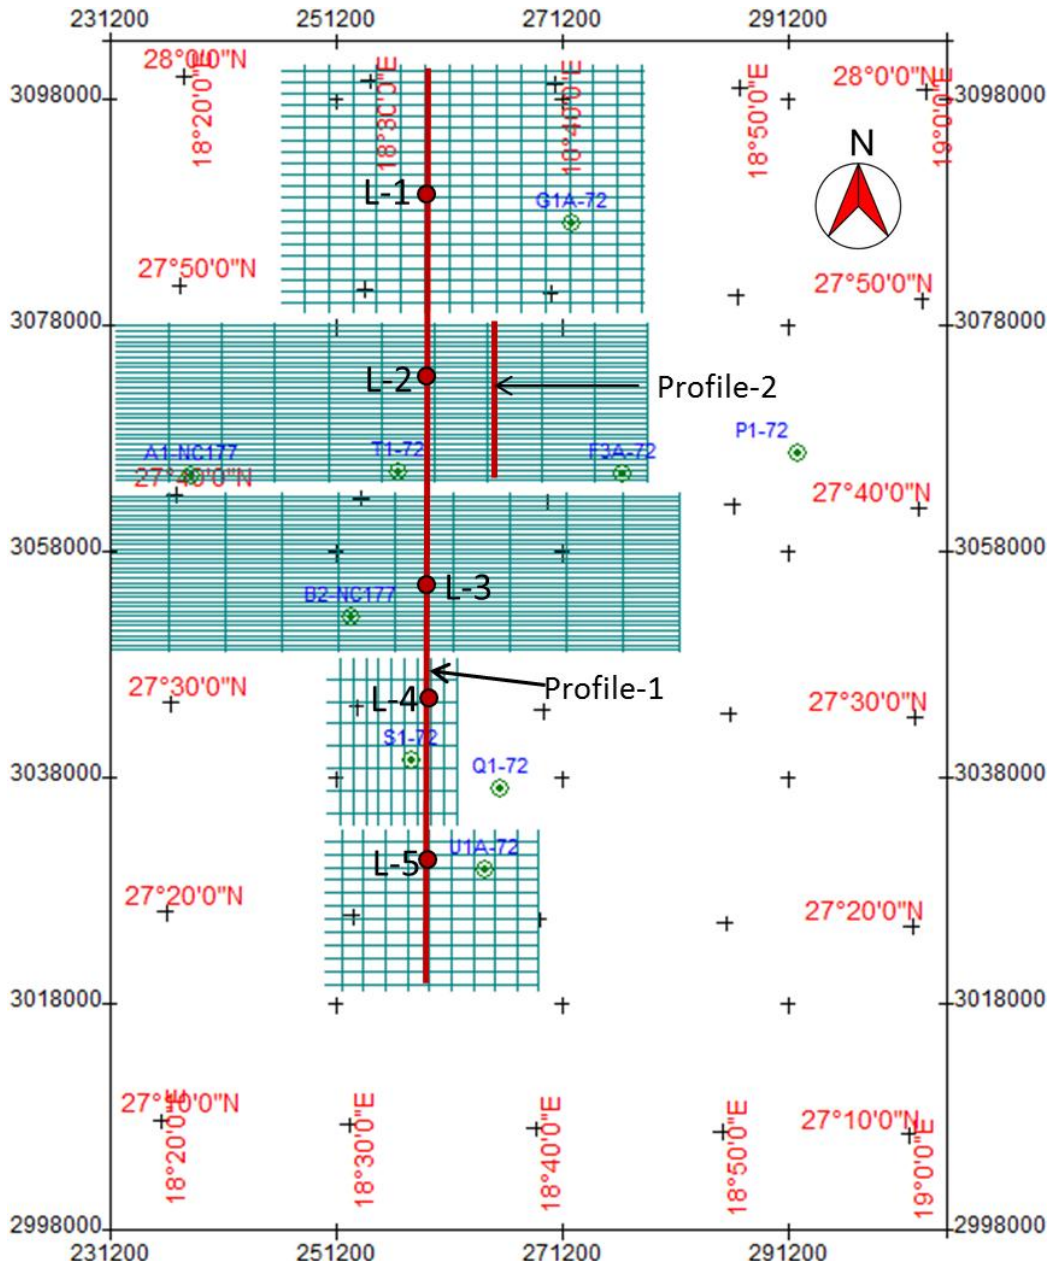 231200 251200 271200 291200
28°0'0"N 28°0'0"N
3098000 3098000
18°20'0"E 18°30'0"E 18°40'0"E 18°50'0"E 19°0'0"E
N
L-1 G1A-72
27°50'0"N 27°50'0"N
3078000 3078000
L-2 Profile-2
A1-NC177 T1-72 F3A-72 P1-72
27°40'0"N 27°40'0"N
3058000 3058000
B2-NC177 L-3
27°30'0"N L-4 Profile-1 27°30'0"N
S1-72
3038000 Q1-72 3038000
L-5 U1A-72
27°20'0"N 27°20'0"N
3018000 3018000
27°10'0"N 27°10'0"N
18°20'0"E 18°30'0"E 18°40'0"E 18°50'0"E 19°0'0"E
2998000 2998000
231200 251200 271200 291200